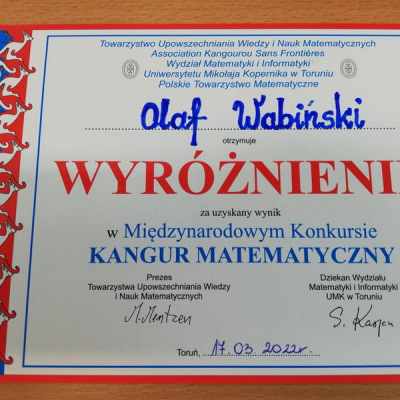 Towarzystwo Upowszechniania Wiedzy i Nauk Matematycznych
Association Kangourou Sans Frontières
Wydział Matematyki i Informatyki
Uniwersytetu Mikołaja Kopernika w Toruniu
Polskie Towarzystwo Matematyczne
Olaf Wabiński
otrzymuje
WYRÓŻNIENI
za uzyskany wynik
w Międzynarodowym Konkursie
KANGUR MATEMATYCZNY
Prezes
Towarzystwa Upowszechniania Wiedzy
i Nauk Matematycznych
Dziekan Wydziału
Matematyki i Informatyki
UMK w Toruniu
M. Mentzen
Toruń, 17.03.2022r.